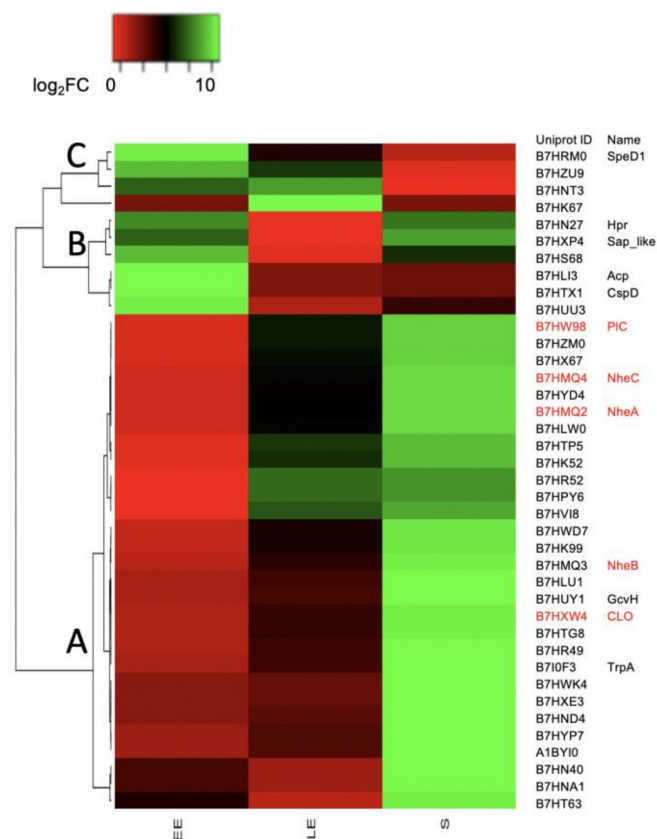 log₂FC 0 10
Uniprot ID Name
C
B7HRM0 SpeD1
B7HZU9
B7HNT3
B7HK67
B
B7HN27 Hpr
B7HXP4 Sap_like
B7HS68
B7HLI3 Acp
B7HTX1 CspD
B7HUU3
B7HW98 PlC
B7HZM0
B7HX67
B7HMQ4 NheC
B7HYD4
B7HMQ2 NheA
B7HLW0
B7HTP5
B7HK52
B7HR52
B7HPY6
B7HVI8
B7HWD7
B7HK99
B7HMQ3 NheB
B7HLU1
B7HUY1 GcvH
B7HXW4 CLO
A
B7HTG8
B7HR49
B7I0F3 TrpA
B7HWK4
B7HXE3
B7HND4
B7HYP7
A1BYI0
B7HN40
B7HNA1
B7HT63
EE LE S